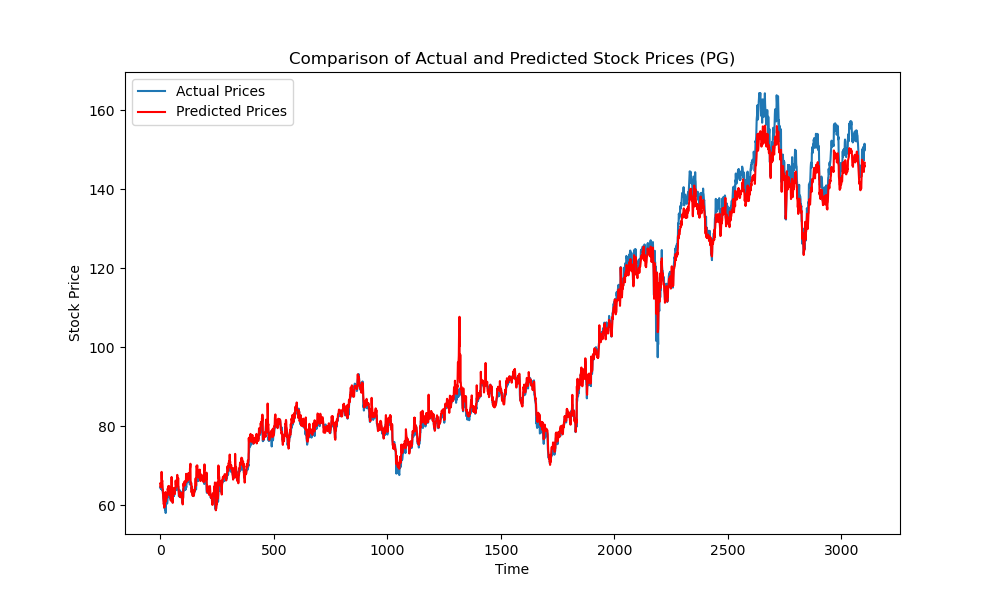 Comparison of Actual and Predicted Stock Prices (PG)
Actual Prices
Predicted Prices
160
140
120
100
80
60
Stock Price
0 500 1000 1500 2000 2500 3000
Time